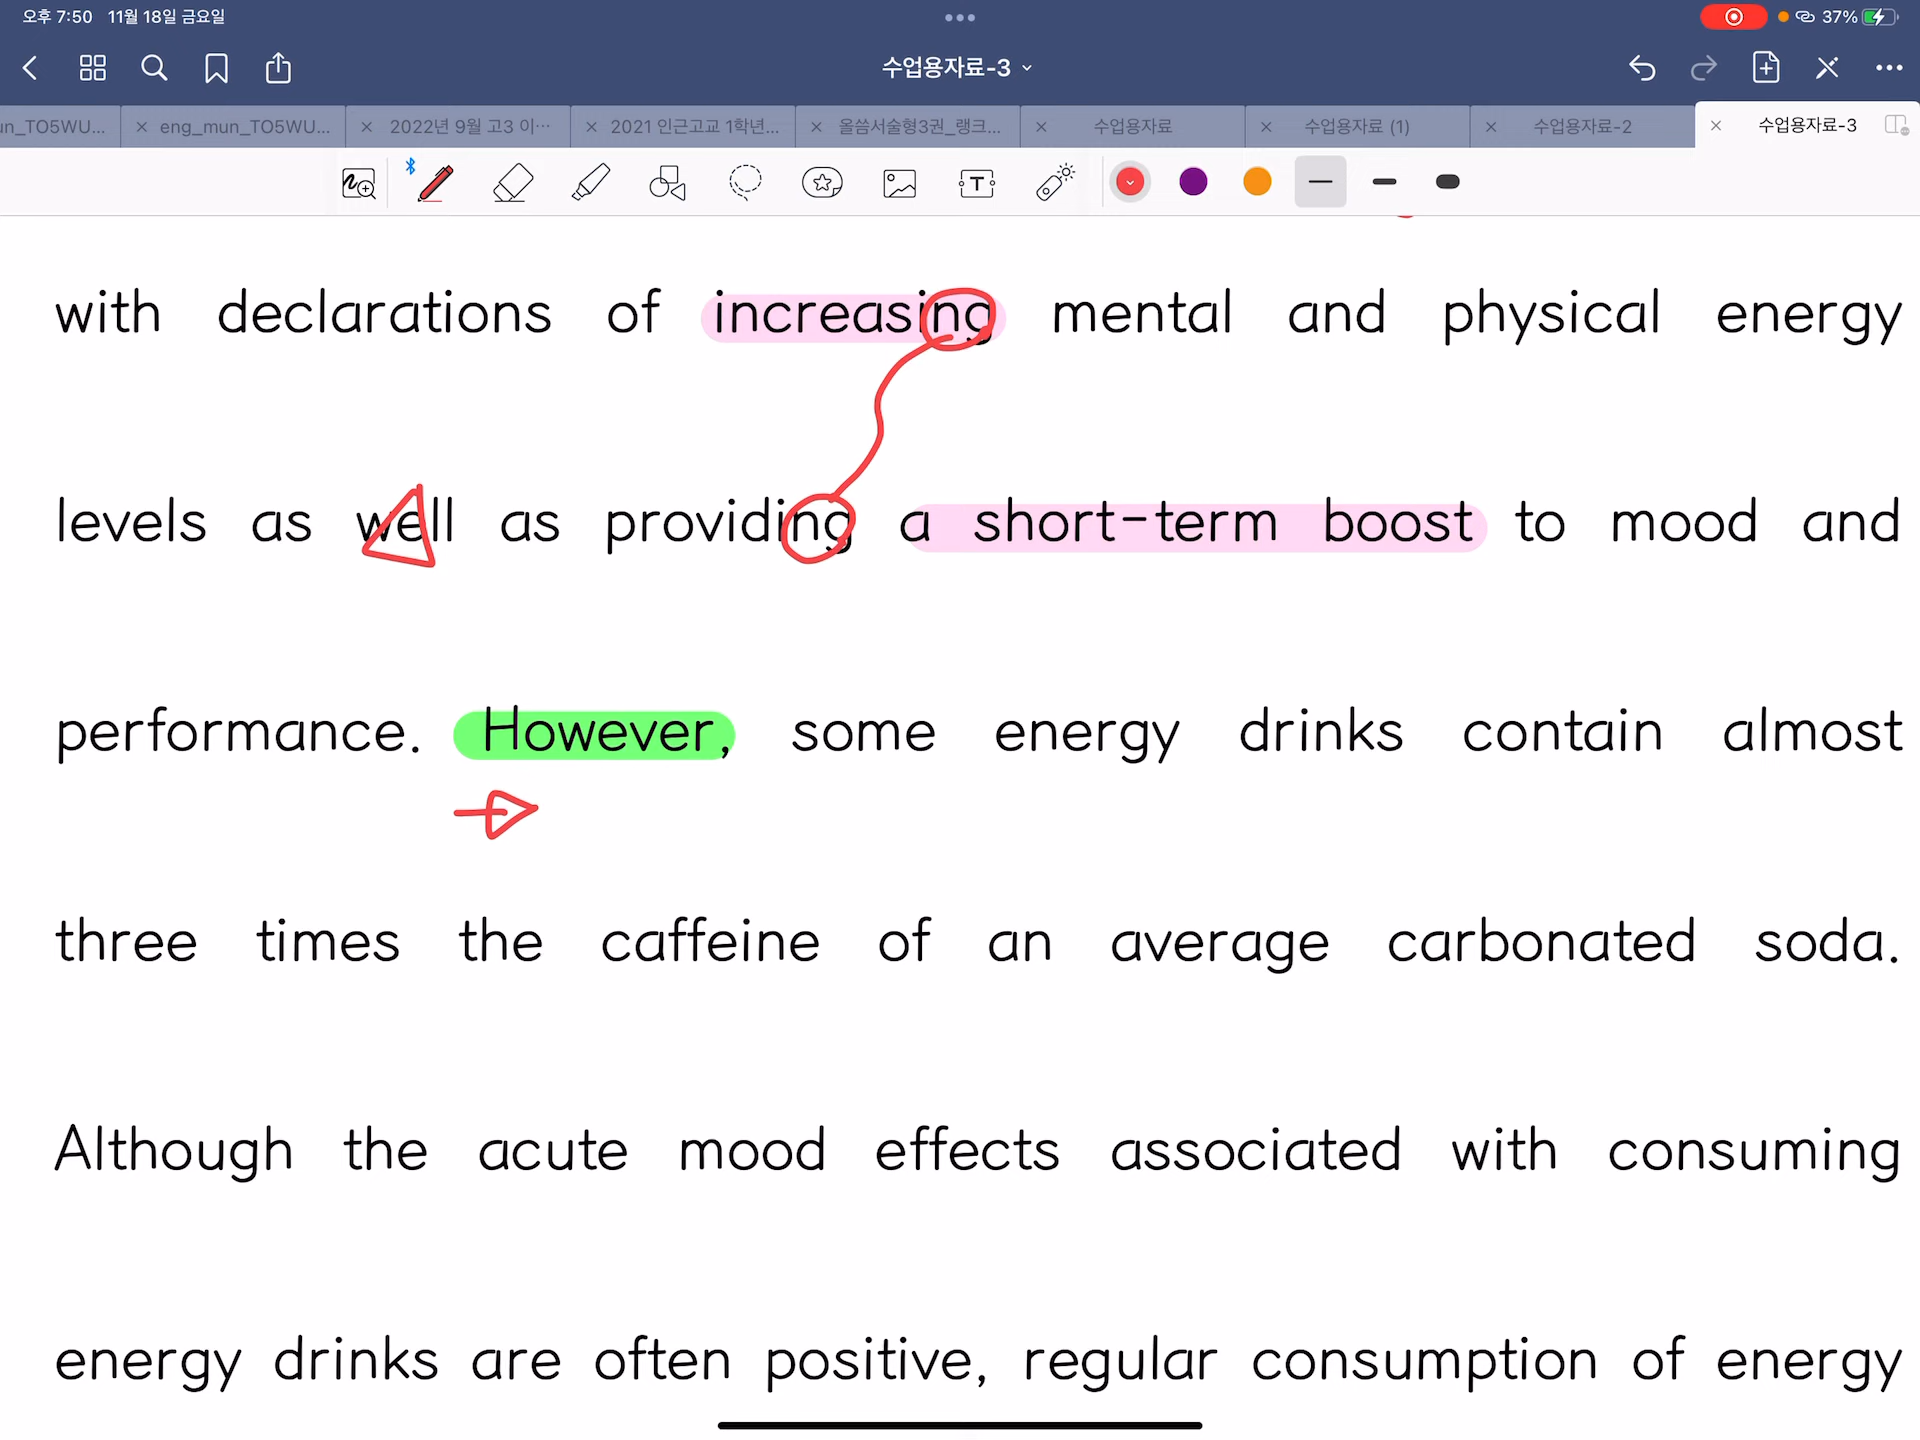 오후 7:50 11월 18일 금요일
37%
수업용자료-3
un_TO5WU...
eng_mun_TO5WU...
2022년 9월 고3 이...
2021 인근고교 1학년...
올씀서술형3권_랭크...
수업용자료
수업용자료 (1)
수업용자료-2
수업용자료-3
with declarations of increasing mental and physical energy
levels as well as providing a short-term boost to mood and
performance. However, some energy drinks contain almost
three times the caffeine of an average carbonated soda.
Although the acute mood effects associated with consuming
energy drinks are often positive, regular consumption of energy